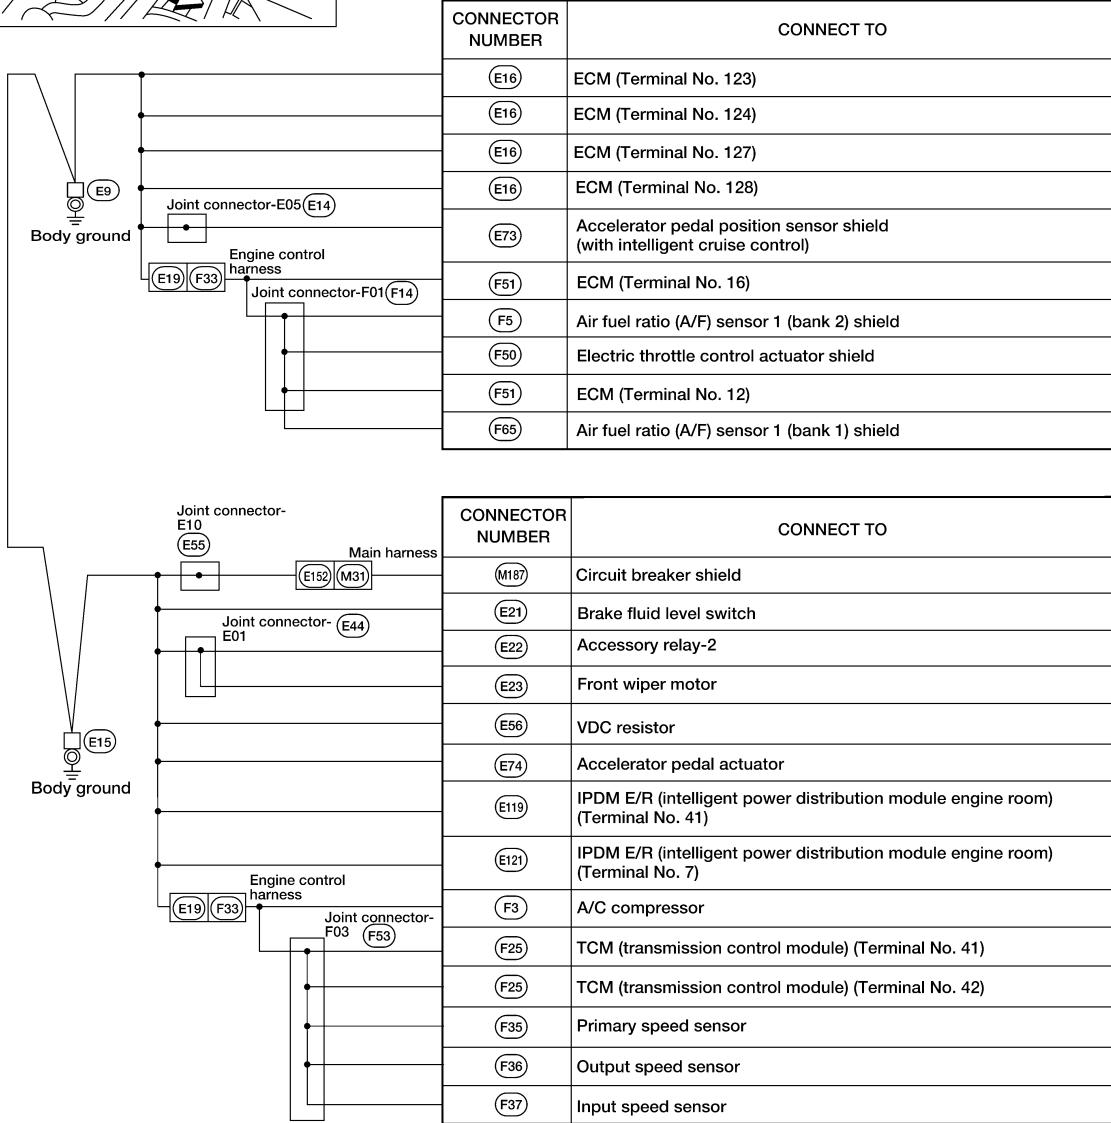 CONNECTOR
NUMBER
CONNECT TO
E16
ECM (Terminal No. 123)
E16
ECM (Terminal No. 124)
E16
ECM (Terminal No. 127)
E16
ECM (Terminal No. 128)
E9
Body ground
Joint connector-E05 E14
E73
Accelerator pedal position sensor shield
(with intelligent cruise control)
Engine control
harness
E19 F33
F51
ECM (Terminal No. 16)
Joint connector-F01 F14
F5
Air fuel ratio (A/F) sensor 1 (bank 2) shield
F50
Electric throttle control actuator shield
F51
ECM (Terminal No. 12)
F65
Air fuel ratio (A/F) sensor 1 (bank 1) shield
CONNECTOR
NUMBER
CONNECT TO
Joint connector-
E10
E55
Main harness
E152 M31
M187
Circuit breaker shield
E21
Brake fluid level switch
Joint connector-
E01
E44
E22
Accessory relay-2
E23
Front wiper motor
E56
VDC resistor
E15
Body ground
E74
Accelerator pedal actuator
E119
IPDM E/R (intelligent power distribution module engine room)
(Terminal No. 41)
E121
IPDM E/R (intelligent power distribution module engine room)
(Terminal No. 7)
Engine control
harness
E19 F33
F3
A/C compressor
Joint connector-
F03
F53
F25
TCM (transmission control module) (Terminal No. 41)
F25
TCM (transmission control module) (Terminal No. 42)
F35
Primary speed sensor
F36
Output speed sensor
F37
Input speed sensor